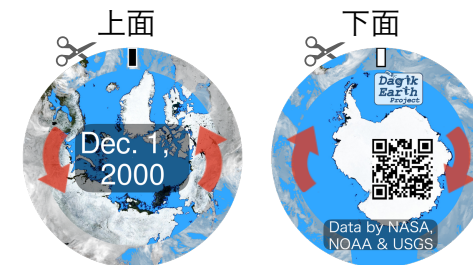 上面
下面
Dec. 1,
2000
Dagik
Earth
Project
Data by NASA,
NOAA & USGS